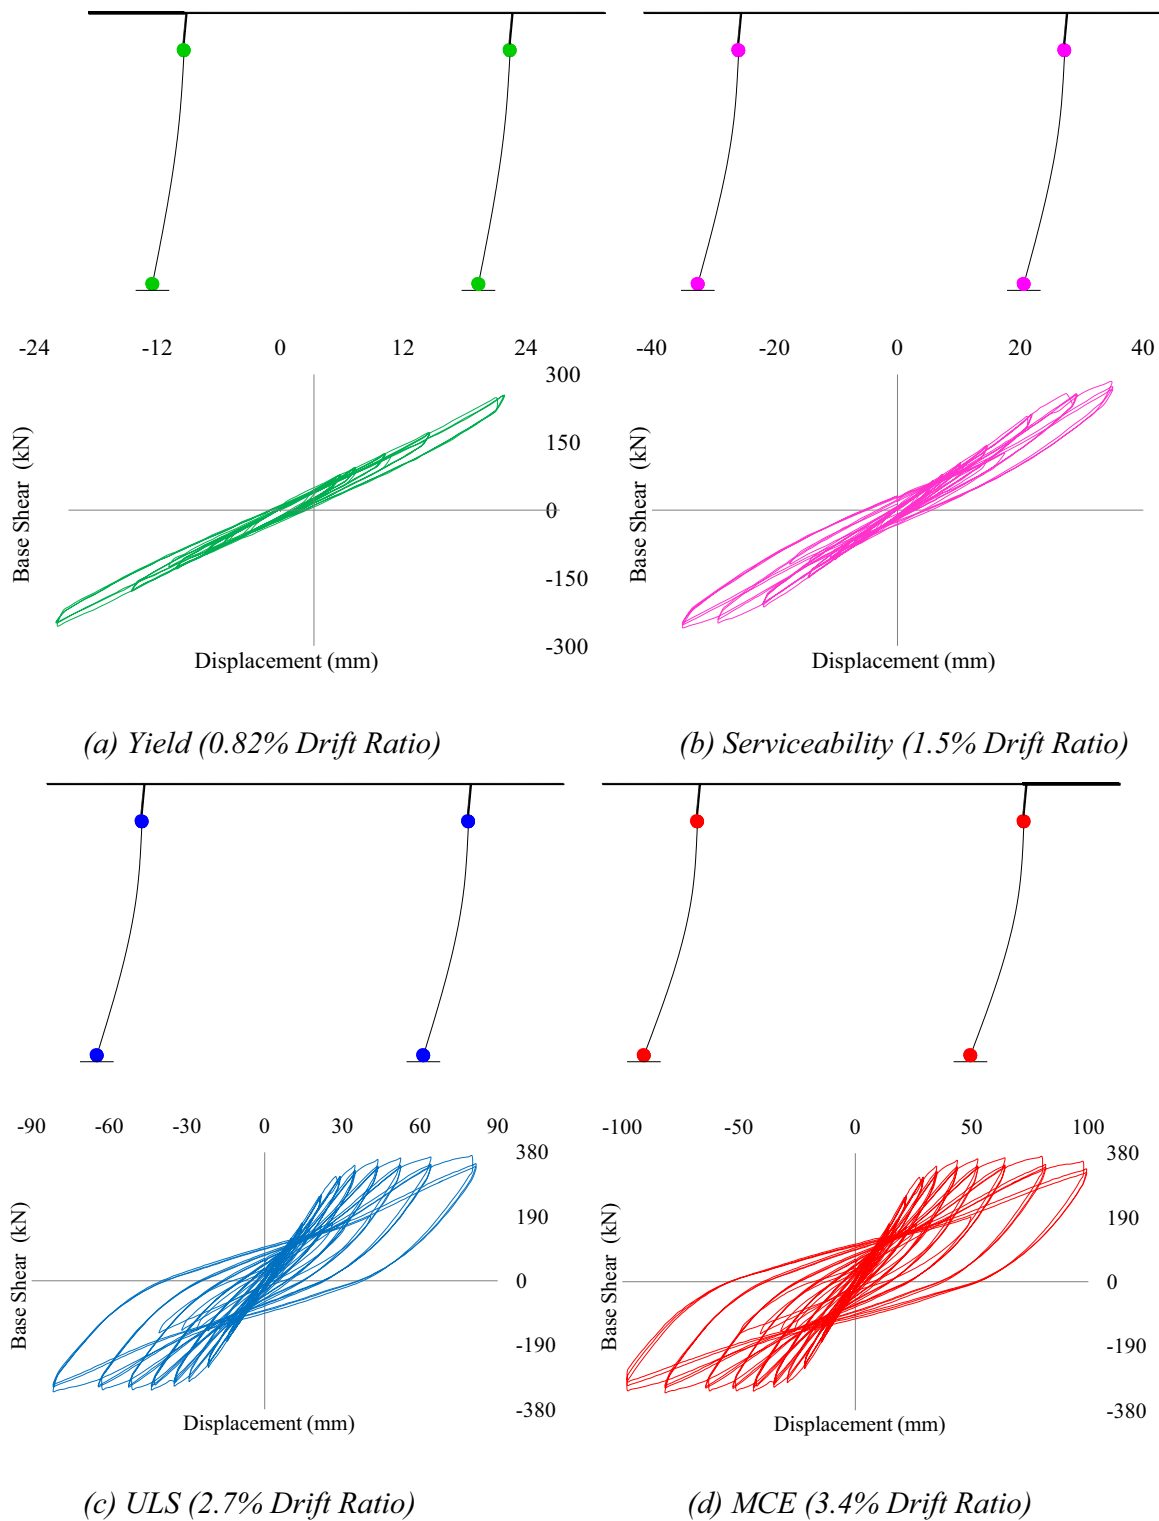 -24 -12 0 12 24
-40 -20 0 20 40
300
150
0
-150
-300
Base Shear (kN)
Displacement (mm)
Base Shear (kN)
Displacement (mm)
(a) Yield (0.82% Drift Ratio)
(b) Serviceability (1.5% Drift Ratio)
-90 -60 -30 0 30 60 90
-100 -50 0 50 100
380
190
0
-190
-380
Base Shear (kN)
Displacement (mm)
380
190
0
-190
-380
Base Shear (kN)
Displacement (mm)
(c) ULS (2.7% Drift Ratio)
(d) MCE (3.4% Drift Ratio)